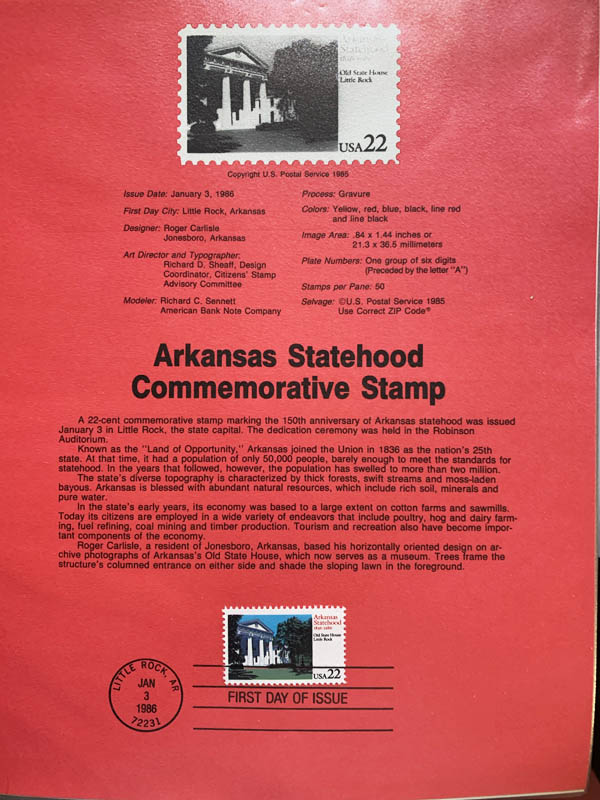 Arkansas
Statehood
1836-1986
Old State House
Little Rock
USA22
Copyright U.S. Postal Service 1985
Issue Date: January 3, 1986
First Day City: Little Rock, Arkansas
Designer: Roger Carlisle
Jonesboro, Arkansas
Art Director and Typographer:
Richard D. Sheaff, Design
Coordinator, Citizens' Stamp
Advisory Committee
Modeler: Richard C. Sennett
American Bank Note Company
Process: Gravure
Colors: Yellow, red, blue, black, line red
and line black
Image Area: .84 x 1.44 inches or
21.3 x 36.5 millimeters
Plate Numbers: One group of six digits
(Preceded by the letter "A")
Stamps per Pane: 50
Selvage: ©U.S. Postal Service 1985
Use Correct ZIP Code®
Arkansas Statehood
Commemorative Stamp
A 22-cent commemorative stamp marking the 150th anniversary of Arkansas statehood was issued
January 3 in Little Rock, the state capital. The dedication ceremony was held in the Robinson
Auditorium.
Known as the "Land of Opportunity," Arkansas joined the Union in 1836 as the nation's 25th
state. At that time, it had a population of only 50,000 people, barely enough to meet the standards for
statehood. In the years that followed, however, the population has swelled to more than two million.
The state's diverse topography is characterized by thick forests, swift streams and moss-laden
bayous. Arkansas is blessed with abundant natural resources, which include rich soil, minerals and
pure water.
In the state's early years, its economy was based to a large extent on cotton farms and sawmills.
Today its citizens are employed in a wide variety of endeavors that include poultry, hog and dairy farm-
ing, fuel refining, coal mining and timber production. Tourism and recreation also have become impor-
tant components of the economy.
Roger Carlisle, a resident of Jonesboro, Arkansas, based his horizontally oriented design on ar-
chive photographs of Arkansas's Old State House, which now serves as a museum. Trees frame the
structure's columned entrance on either side and shade the sloping lawn in the foreground.
Arkansas
Statehood
1836-1986
Old State House
Little Rock
USA22
LITTLE ROCK, AR
JAN
3
1986
72231
FIRST DAY OF ISSUE